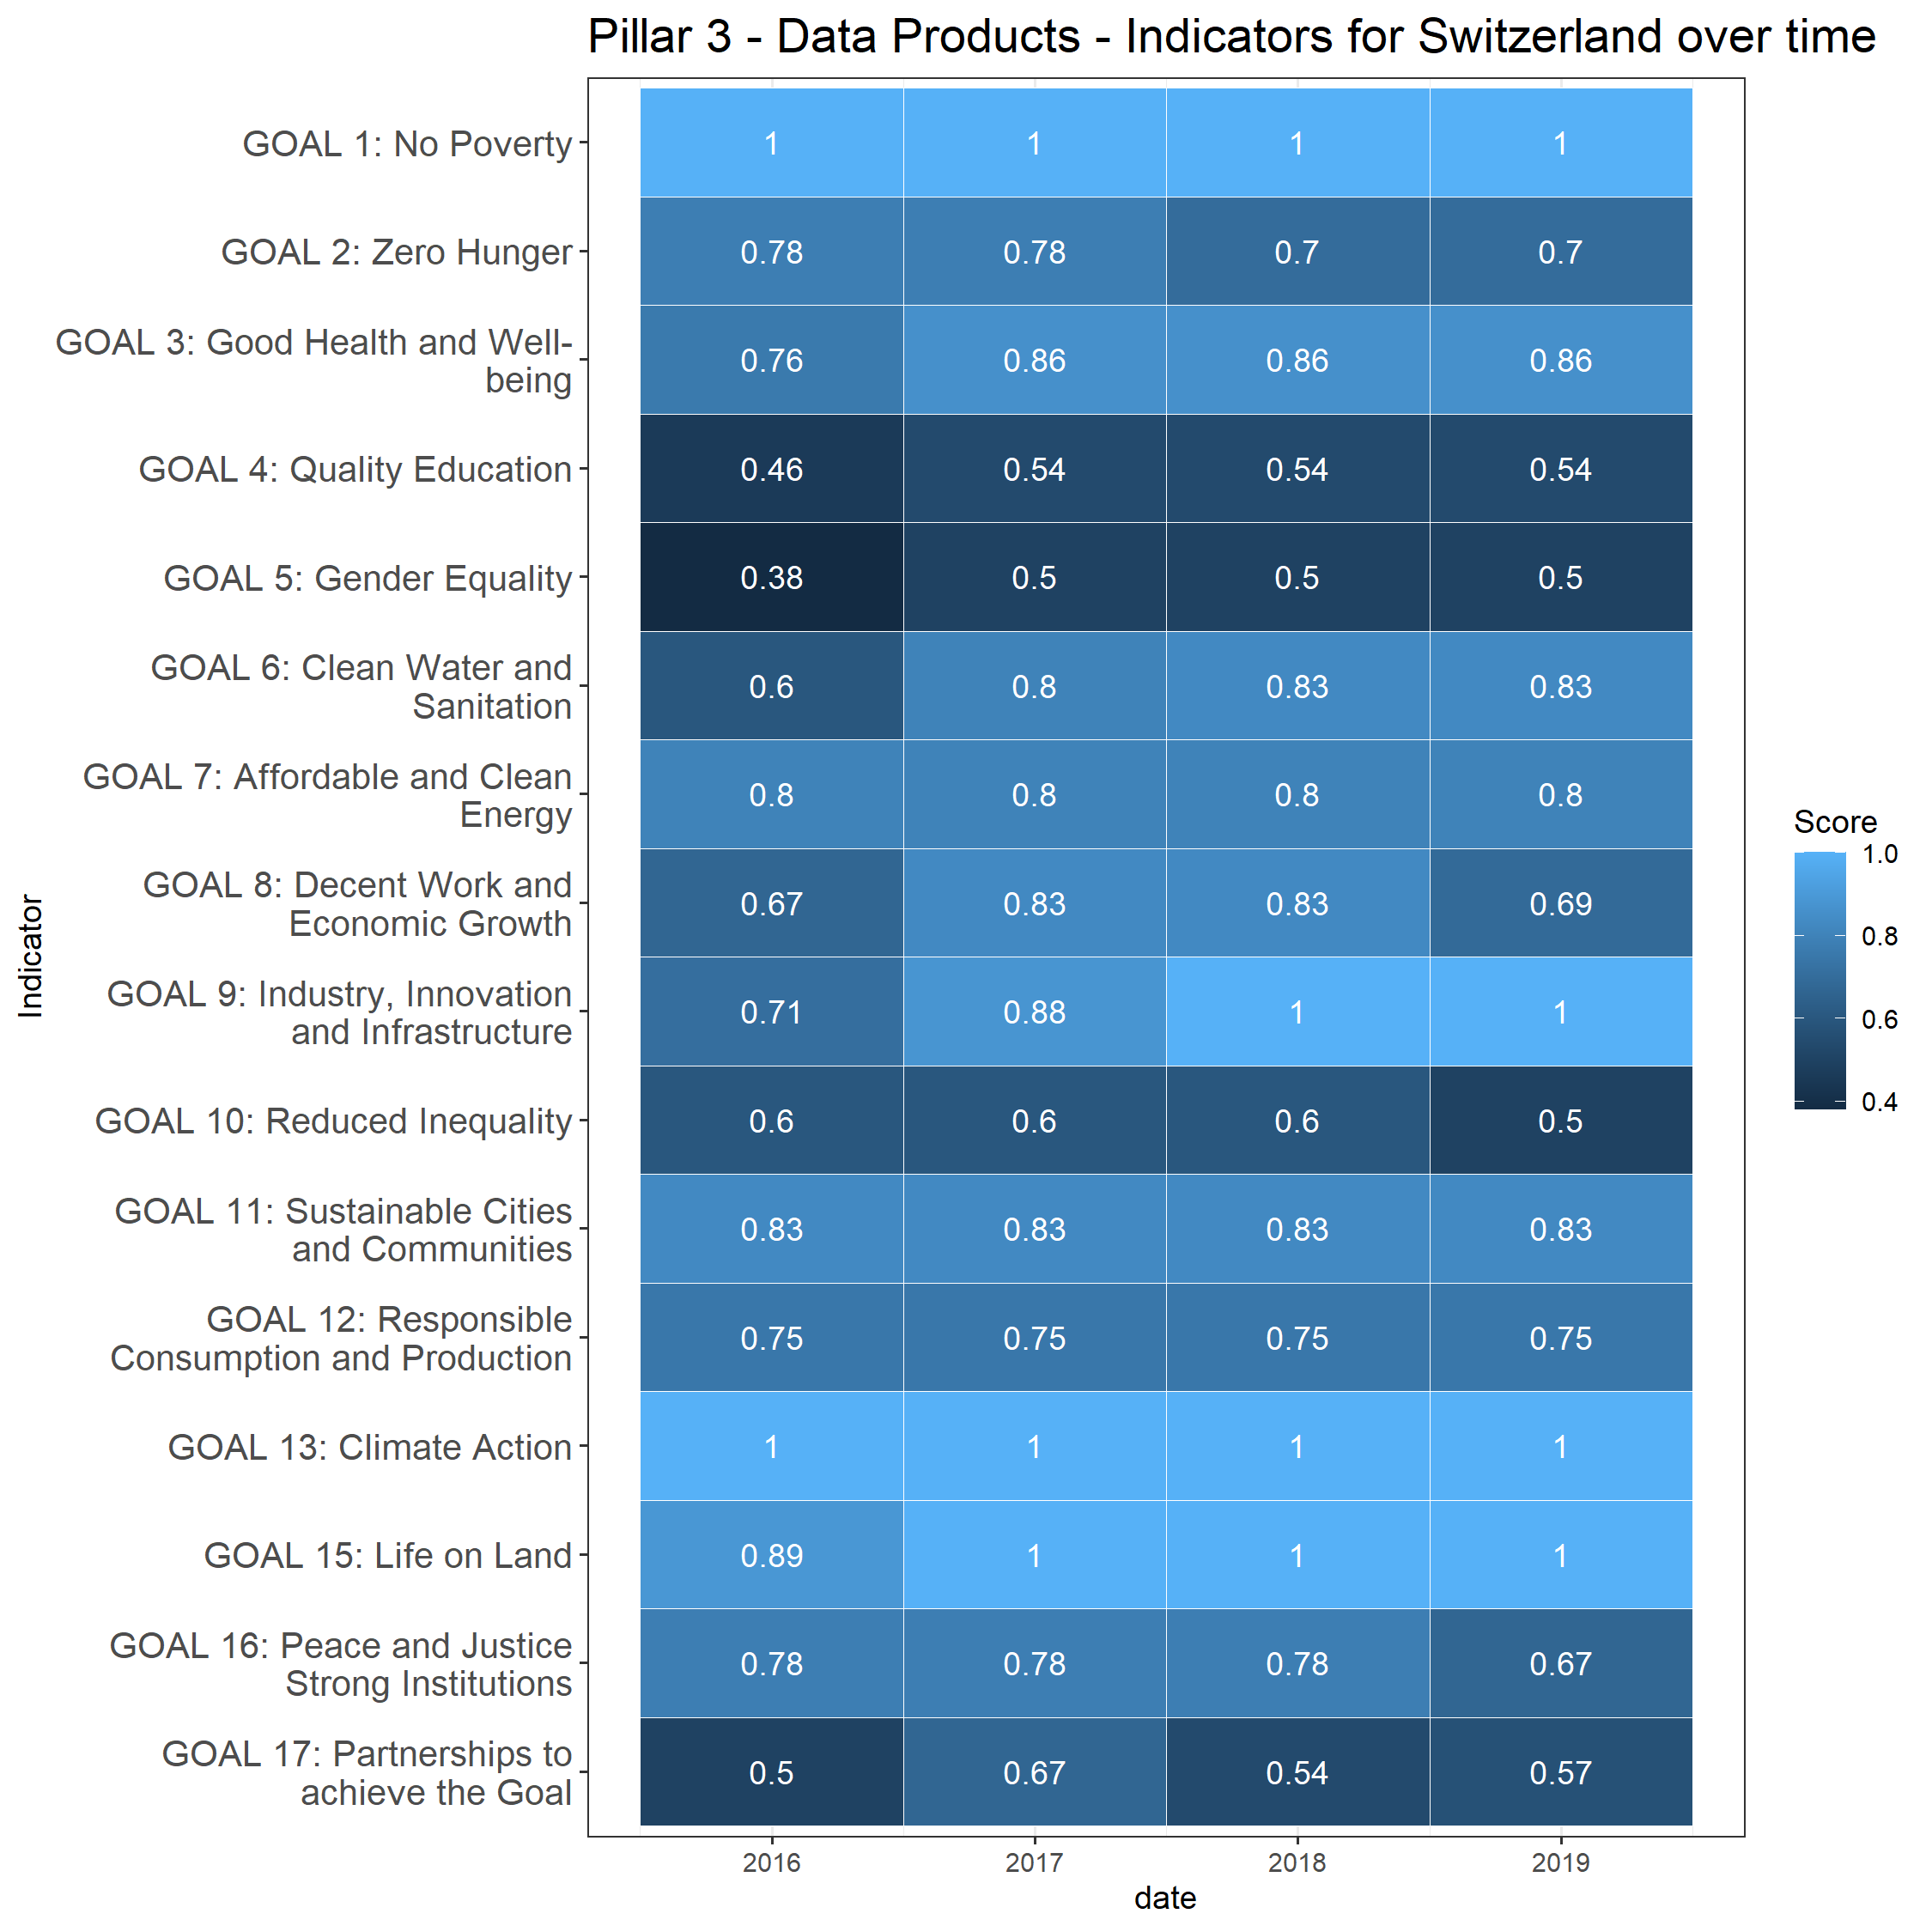 Pillar 3 - Data Products - Indicators for Switzerland over time
Indicator
GOAL 1: No Poverty
1 1 1 1
GOAL 2: Zero Hunger
0.78 0.78 0.7 0.7
GOAL 3: Good Health and Well-
being
0.76 0.86 0.86 0.86
GOAL 4: Quality Education
0.46 0.54 0.54 0.54
GOAL 5: Gender Equality
0.38 0.5 0.5 0.5
GOAL 6: Clean Water and
Sanitation
0.6 0.8 0.83 0.83
GOAL 7: Affordable and Clean
Energy
0.8 0.8 0.8 0.8
GOAL 8: Decent Work and
Economic Growth
0.67 0.83 0.83 0.69
GOAL 9: Industry, Innovation
and Infrastructure
0.71 0.88 1 1
GOAL 10: Reduced Inequality
0.6 0.6 0.6 0.5
GOAL 11: Sustainable Cities
and Communities
0.83 0.83 0.83 0.83
GOAL 12: Responsible
Consumption and Production
0.75 0.75 0.75 0.75
GOAL 13: Climate Action
1 1 1 1
GOAL 15: Life on Land
0.89 1 1 1
GOAL 16: Peace and Justice
Strong Institutions
0.78 0.78 0.78 0.67
GOAL 17: Partnerships to
achieve the Goal
0.5 0.67 0.54 0.57
2016 2017 2018 2019
date
Score
1.0
0.8
0.6
0.4